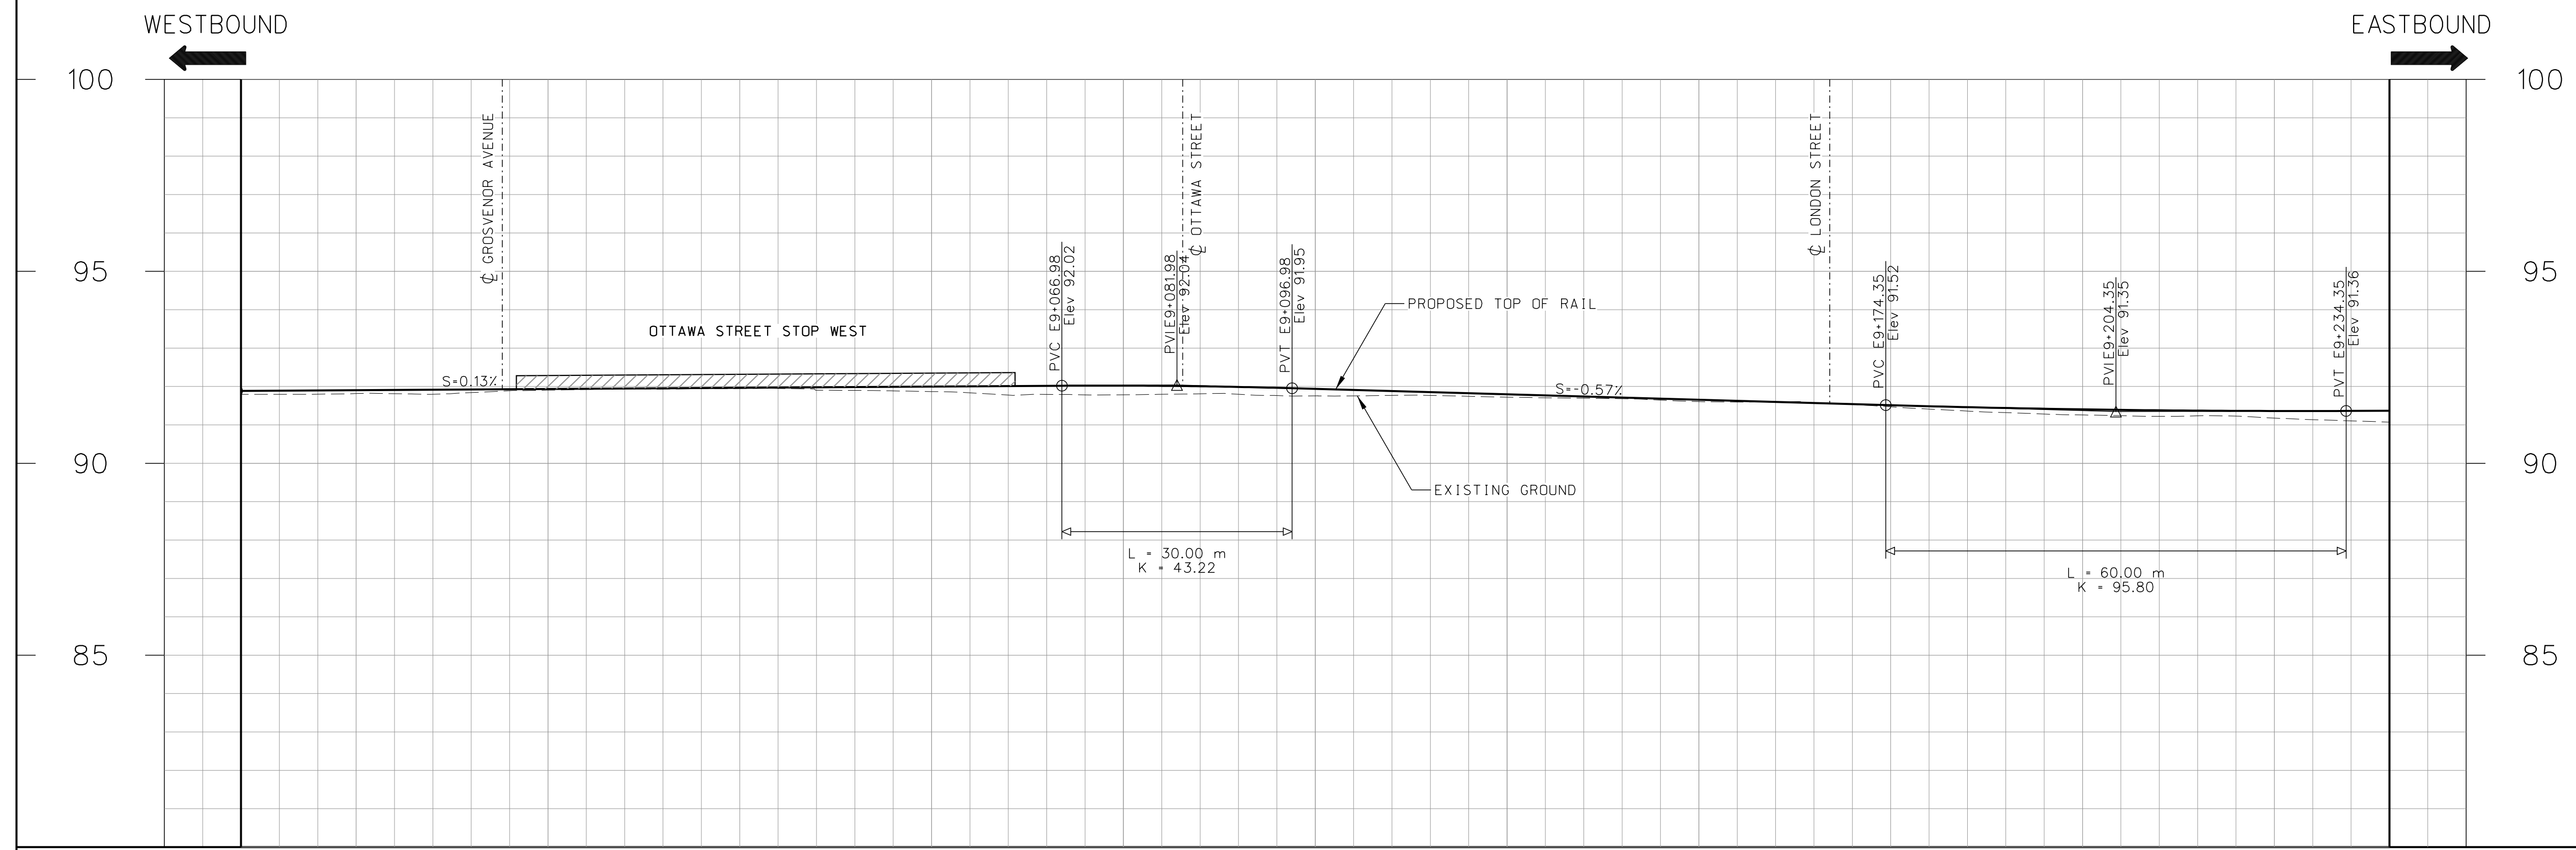 WESTBOUND
EASTBOUND
100
100
95
95
90
90
85
85
℄ GROSVENOR AVENUE
℄ OTTAWA STREET
℄ LONDON STREET
OTTAWA STREET STOP WEST
S=0.13%
PVC E9+066.98
Elev 92.02
PVI E9+081.98
Elev 92.04
PVT E9+096.98
Elev 91.95
PROPOSED TOP OF RAIL
EXISTING GROUND
S=-0.57%
PVC E9+174.35
Elev 91.52
PVI E9+204.35
Elev 91.35
PVT E9+234.35
Elev 91.36
L = 30.00 m
K = 43.22
L = 60.00 m
K = 95.80